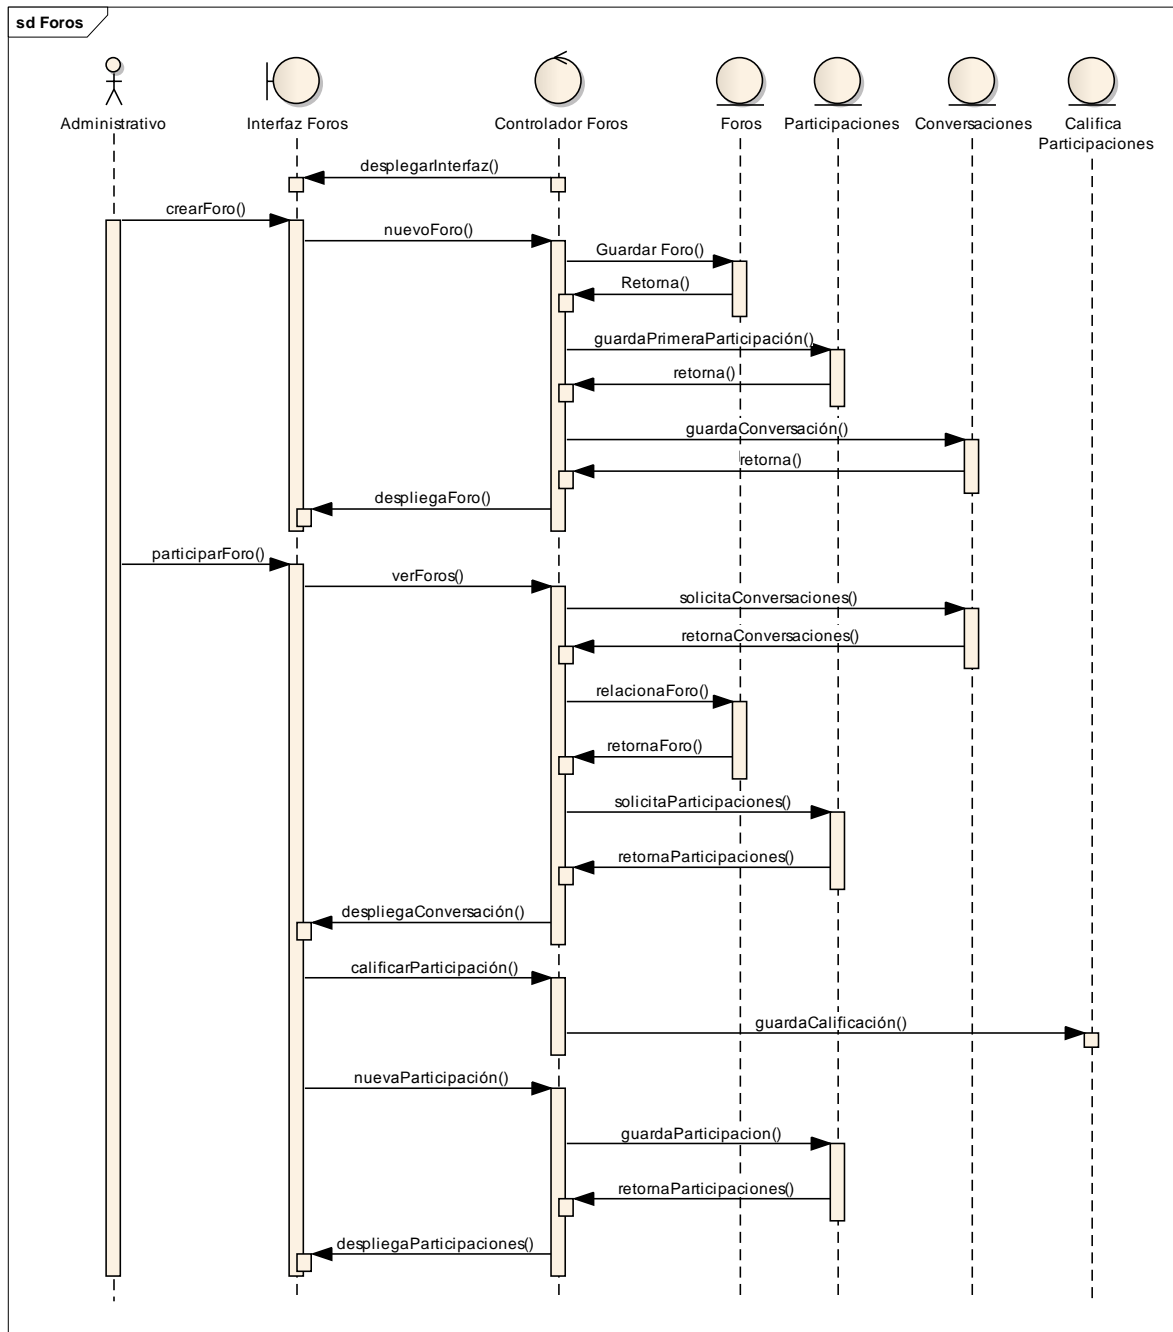 sd Foros
Administrativo
Interfaz Foros
Controlador Foros
Foros
Participaciones
Conversaciones
Califica
Participaciones
desplegarInterfaz()
crearForo()
nuevoForo()
Guardar Foro()
Retorna()
guardaPrimeraParticipación()
retorna()
guardaConversación()
retorna()
despliegaForo()
participarForo()
verForos()
solicitaConversaciones()
retornaConversaciones()
relacionaForo()
retornaForo()
solicitaParticipaciones()
retornaParticipaciones()
despliegaConversación()
calificarParticipación()
guardaCalificación()
nuevaParticipación()
guardaParticipacion()
retornaParticipaciones()
despliegaParticipaciones()